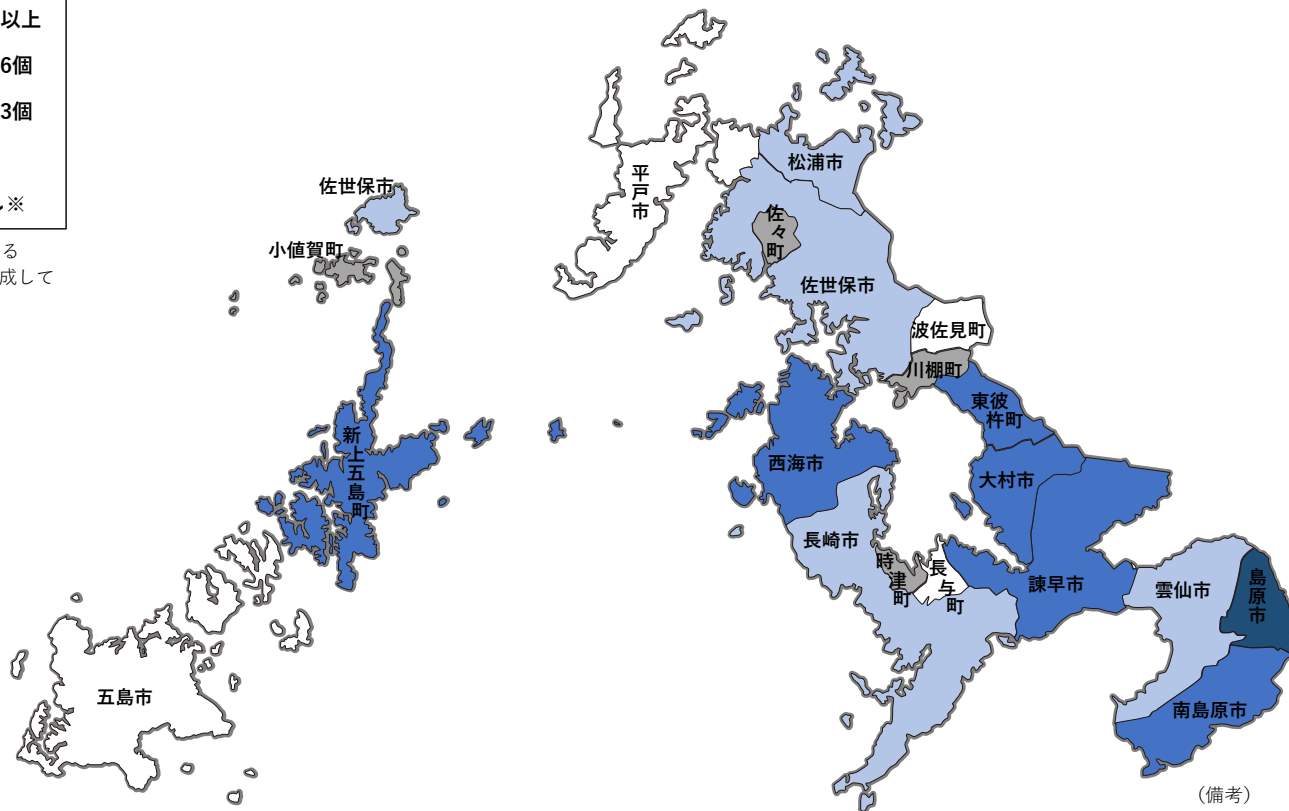 以上
6個
3個
～※
る
成して
佐世保市
小値賀町
平戸市
松浦市
佐々町
佐世保市
波佐見町
川棚町
東彼杵町
新上五島町
西海市
大村市
長崎市
時津町
長与町
諫早市
雲仙市
島原市
五島市
南島原市
(備考)